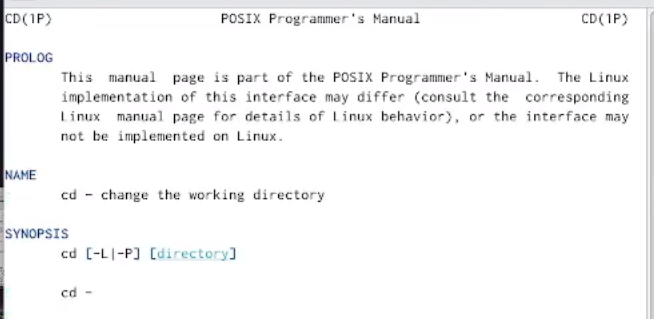 CD(1P) POSIX Programmer's Manual CD(1P)
PROLOG
This manual page is part of the POSIX Programmer's Manual. The Linux
implementation of this interface may differ (consult the corresponding
Linux manual page for details of Linux behavior), or the interface may
not be implemented on Linux.
NAME
cd - change the working directory
SYNOPSIS
cd [-L|-P] [directory]
cd -